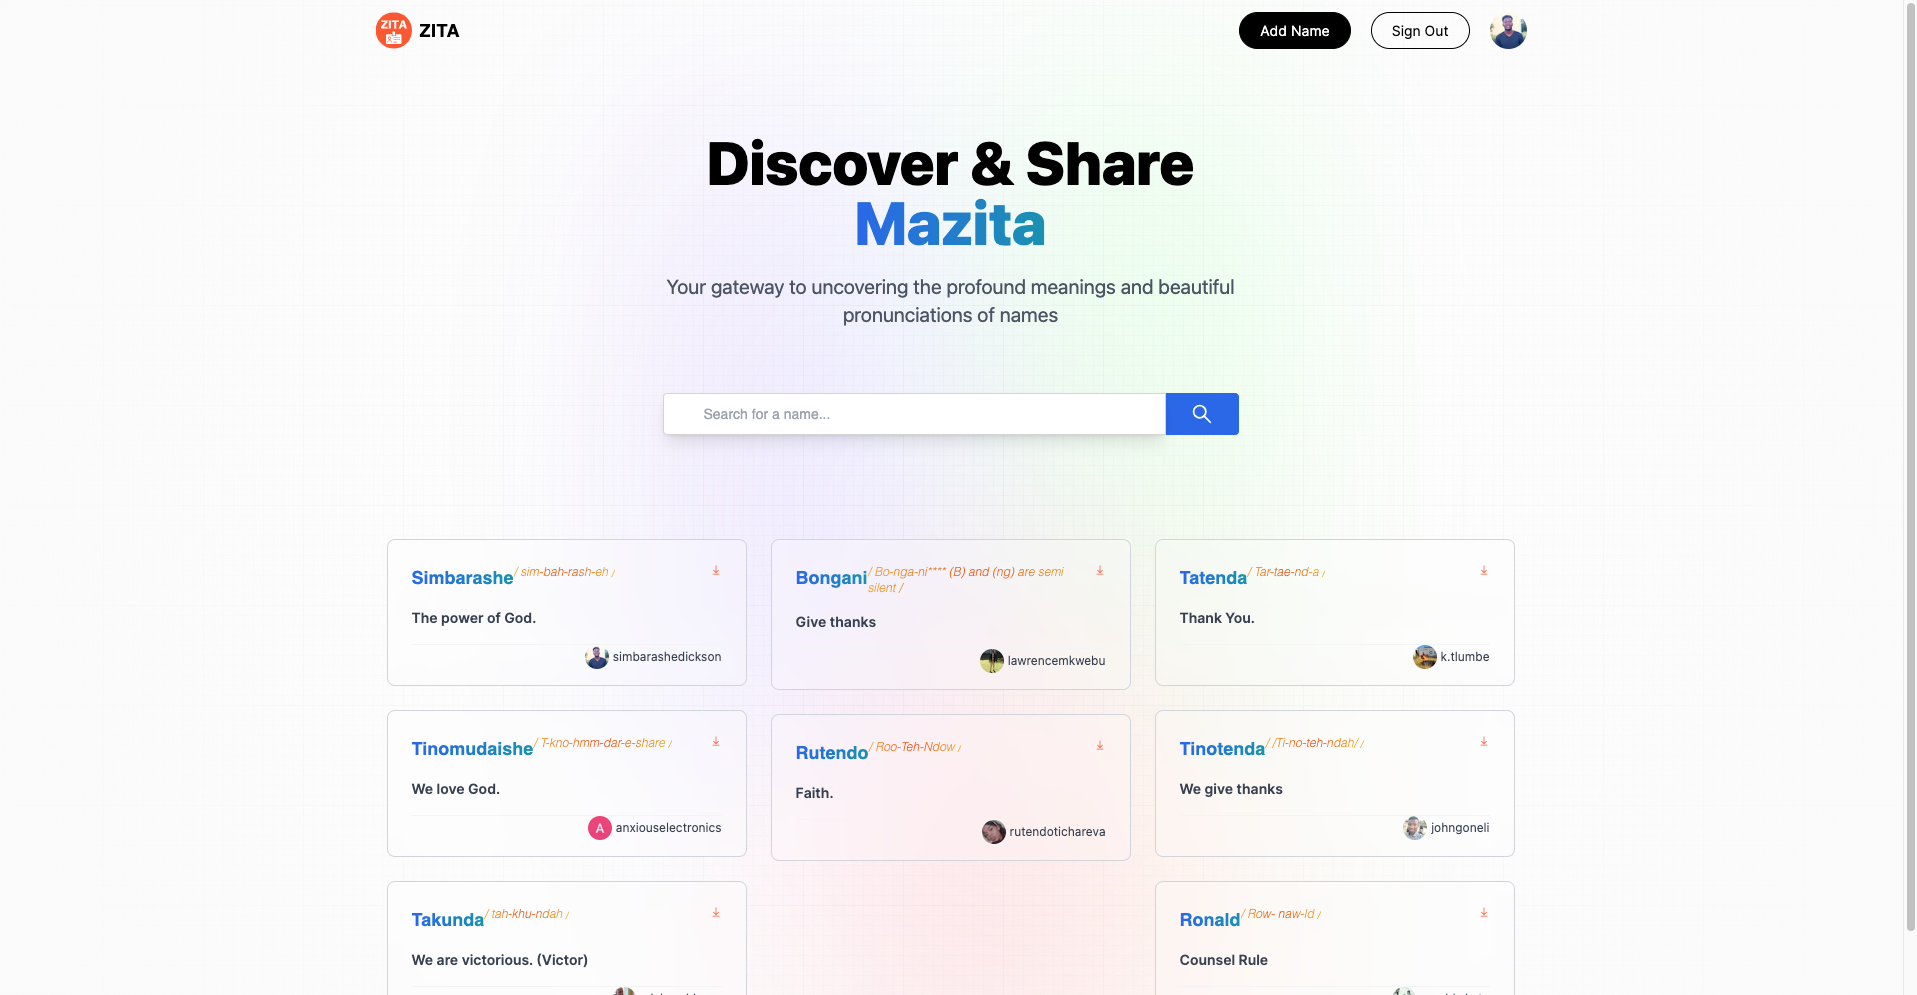 ZITA
ZITA
Add Name
Sign Out
Discover & Share
Mazita
Your gateway to uncovering the profound meanings and beautiful
pronunciations of names
Search for a name...
Simbarashe / sim-bah-rash-eh /
The power of God.
simbarashedickson
Bongani / Bo-nga-ni**** (B) and (ng) are semi
silent /
Give thanks
lawrencemkwebu
Tatenda / Tar-tae-nd-a /
Thank You.
k.tlumbe
Tinomudaishe / T-kno-hmm-dar-e-share /
We love God.
A anxiouselectronics
Rutendo / Roo-Teh-Ndow /
Faith.
rutendotichareva
Tinotenda / /Ti-no-teh-ndah/ /
We give thanks
johngoneli
Takunda / tah-khu-ndah /
We are victorious. (Victor)
Ronald / Row- naw-ld /
Counsel Rule